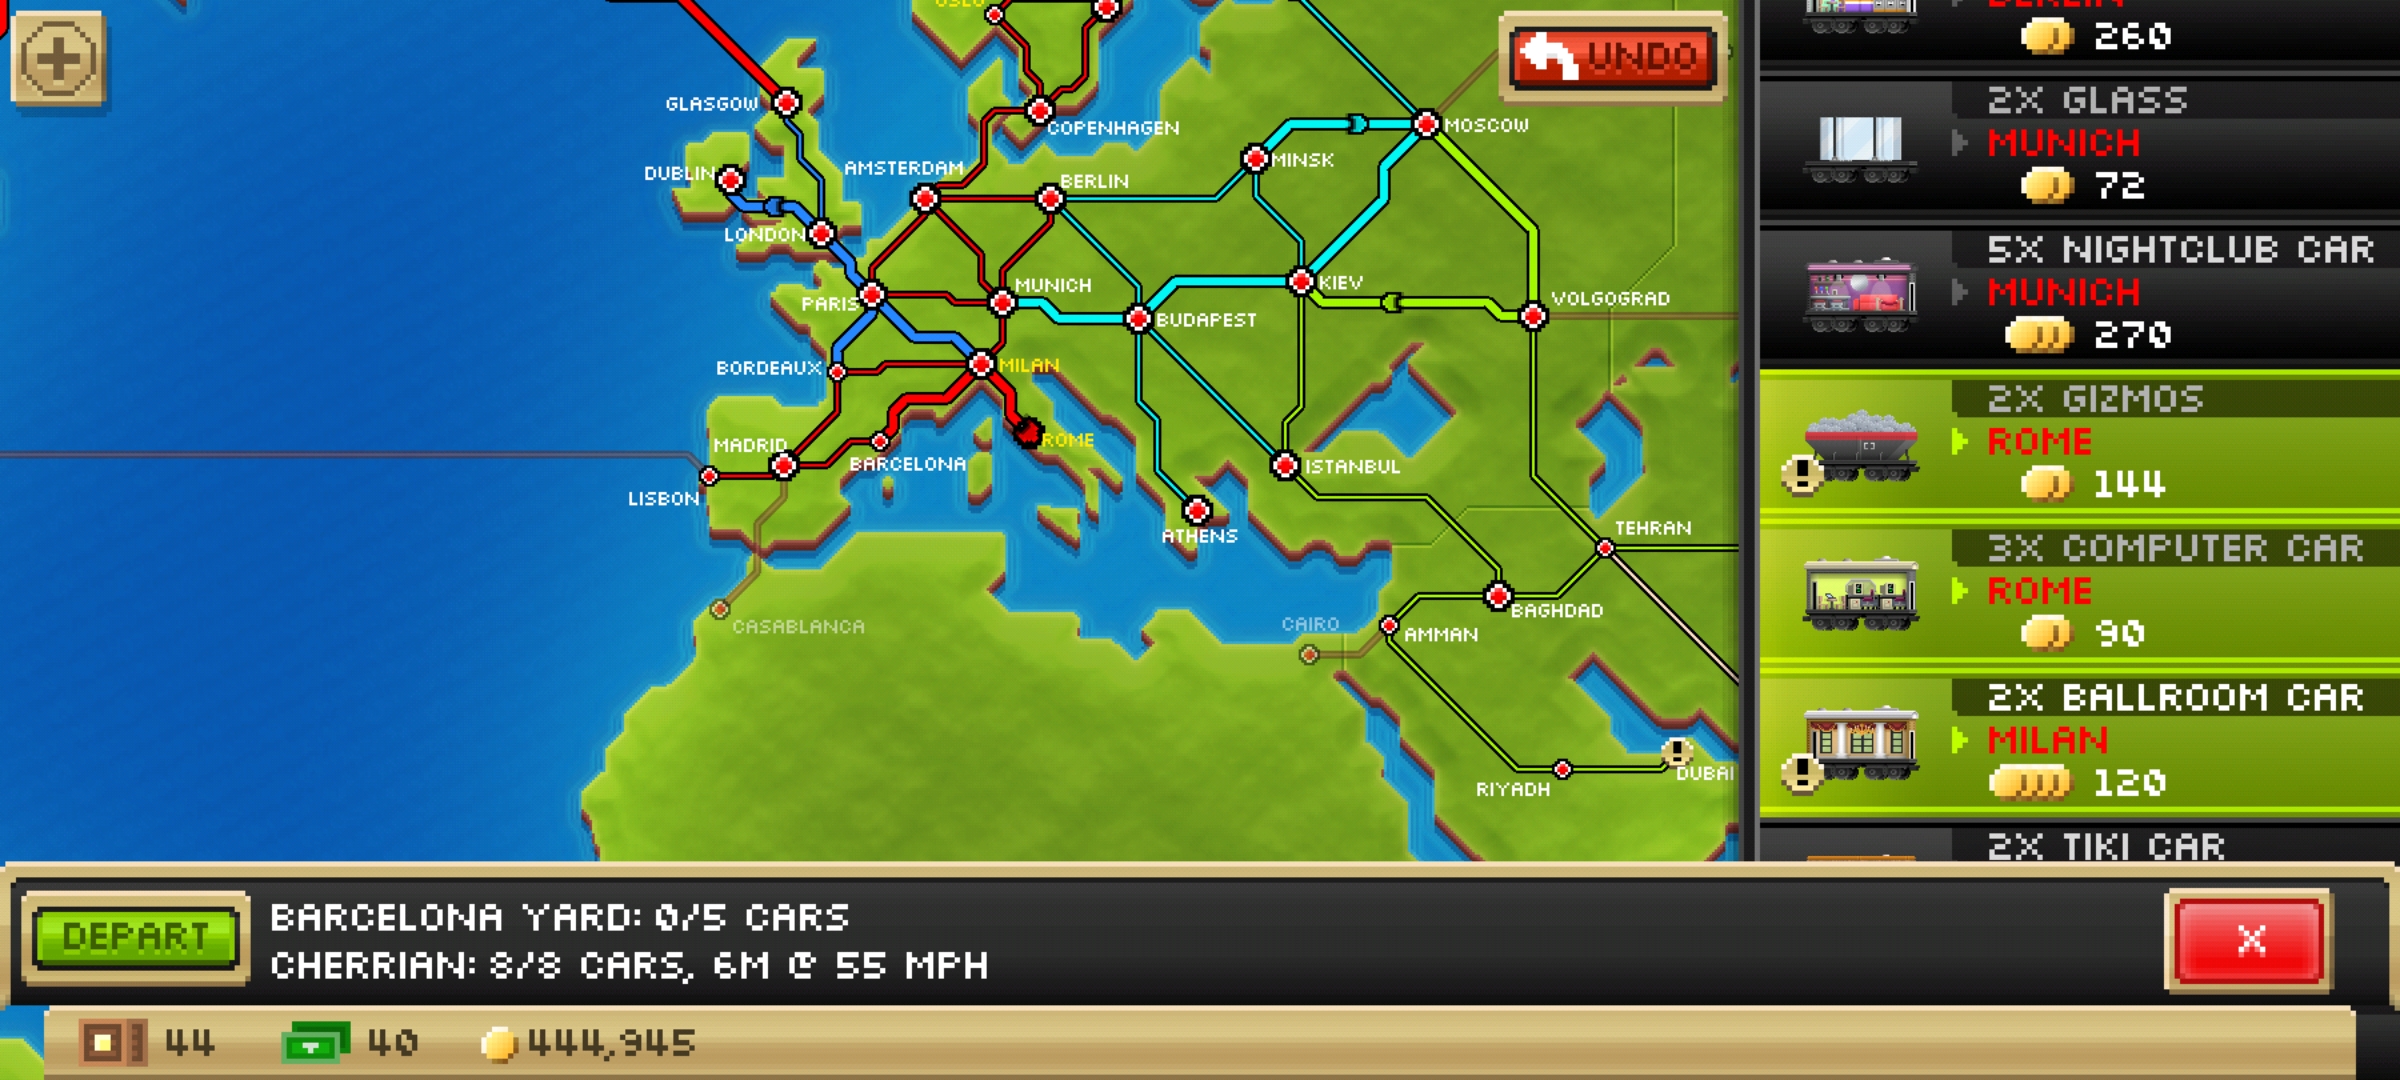 OSLO
UNDO
GLASGOW
COPENHAGEN
MOSCOW
MINSK
DUBLIN
AMSTERDAM
BERLIN
LONDON
MUNICH
KIEV
PARIS
VOLGOGRAD
BUDAPEST
BORDEAUX
MILAN
MADRID
ROME
BARCELONA
ISTANBUL
LISBON
ATHENS
TEHRAN
BAGHDAD
CASABLANCA
CAIRO
AMMAN
DUBAI
RIYADH
BERLIN
260
2X GLASS
MUNICH
72
5X NIGHTCLUB CAR
MUNICH
270
2X GIZMOS
ROME
144
3X COMPUTER CAR
ROME
90
2X BALLROOM CAR
MILAN
120
2X TIKI CAR
DEPART
BARCELONA YARD: 0/5 CARS
CHERRIAN: 8/8 CARS, 6M @ 55 MPH
X
44
40
444,945